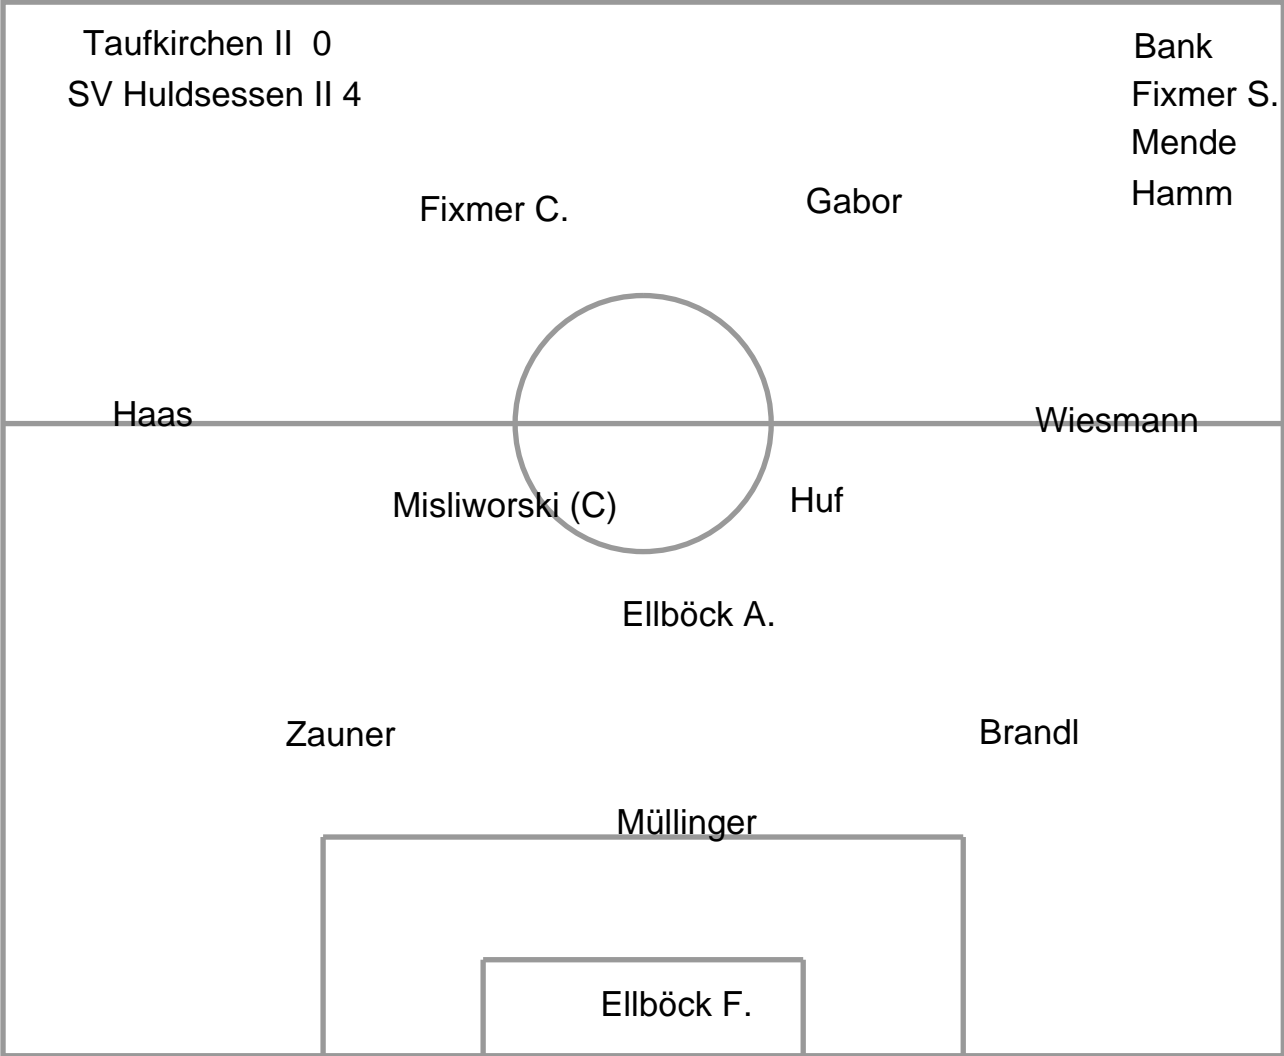 Taufkirchen II  0
SV Huldsessen II 4
Bank
Fixmer S.
Mende
Hamm
Fixmer C.
Gabor
Haas
Wiesmann
Misliworski (C)
Huf
Ellböck A.
Zauner
Brandl
Müllinger
Ellböck F.